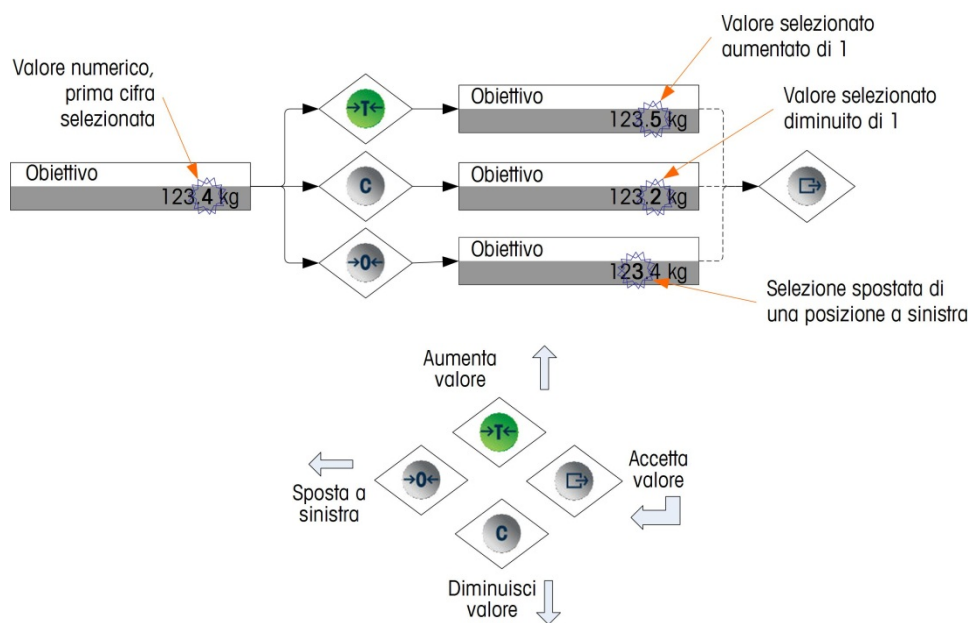 Valore selezionato
aumentato di 1
Valore numerico,
prima cifra
selezionata
Obiettivo
123.5 kg
Valore selezionato
diminuito di 1
→T←
Obiettivo
123.4 kg
C
Obiettivo
123.2 kg
→0←
Obiettivo
123.4 kg
Selezione spostata di
una posizione a sinistra
Aumenta
valore
→T←
Sposta a
sinistra
→0←
Accetta
valore
C
Diminuisci
valore